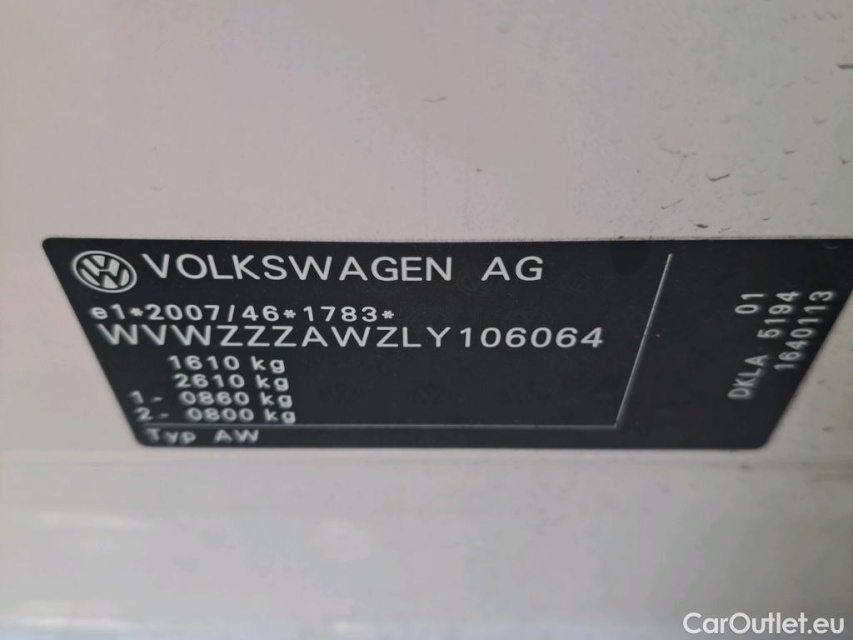 VOLKSWAGEN AG
e1*2007/46*1783*
WVWZZZAWZLY106064
1610 kg
2610 kg
1 - 0860 kg
2 - 0800 kg
Typ AW
01
DKLA 5194
1640113
CarOutlet.eu